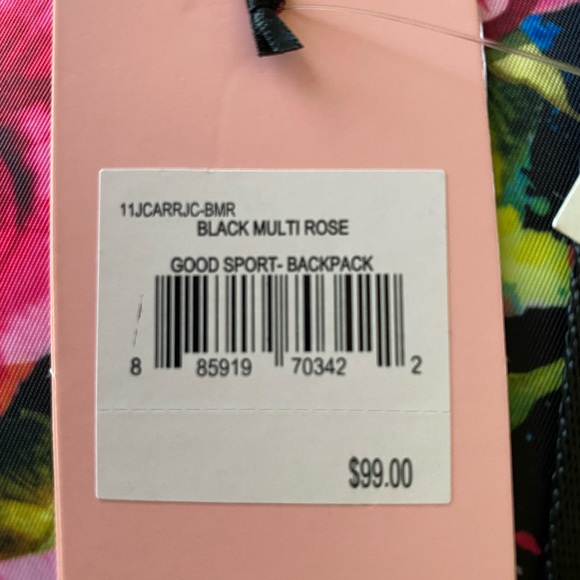 11JCARRJC-BMR
BLACK MULTI ROSE
GOOD SPORT- BACKPACK
8 85919 70342 2
$99.00